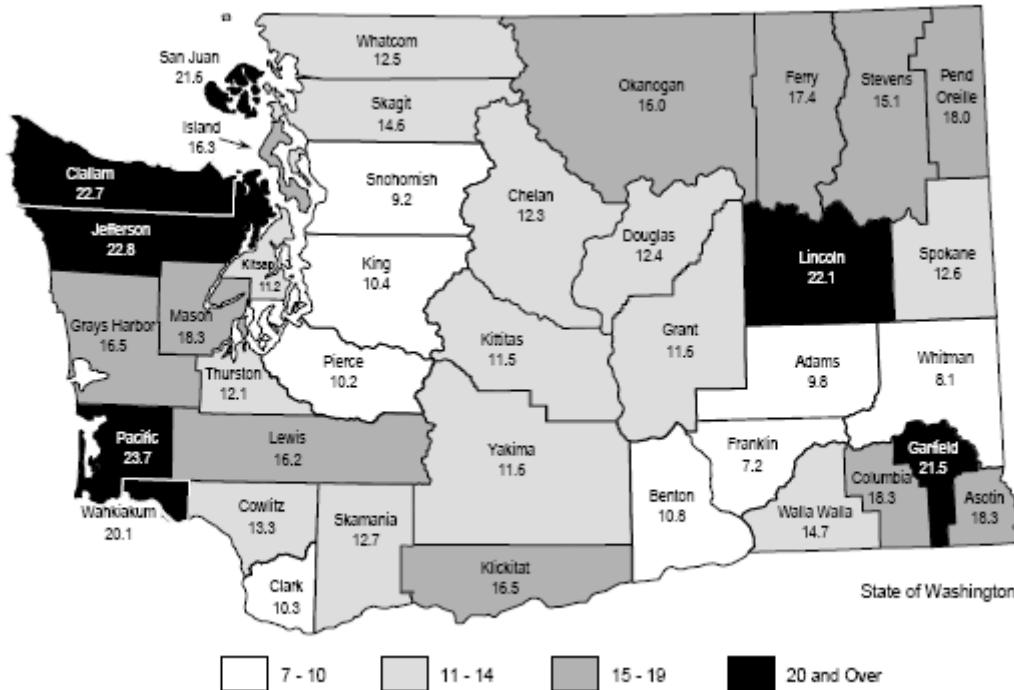 Whatcom
12.5
San Juan
21.6
Skagit
14.6
Island
16.3
Okanogan
16.0
Ferry
17.4
Stevens
15.1
Pend
Oreille
18.0
Clallam
22.7
Jefferson
22.8
Snohomish
9.2
Chelan
12.3
Douglas
12.4
Lincoln
22.1
Spokane
12.6
Kitsap
11.2
King
10.4
Mason
18.3
Grays Harbor
16.5
Kittitas
11.5
Grant
11.6
Thurston
12.1
Pierce
10.2
Adams
9.8
Whitman
8.1
Pacific
23.7
Lewis
16.2
Yakima
11.6
Franklin
7.2
Garfield
21.5
Columbia
18.3
Asotin
18.3
Wahkiakum
20.1
Cowlitz
13.3
Skamania
12.7
Benton
10.8
Walla Walla
14.7
Clark
10.3
Klickitat
16.5
State of Washington
7 - 10
11 - 14
15 - 19
20 and Over